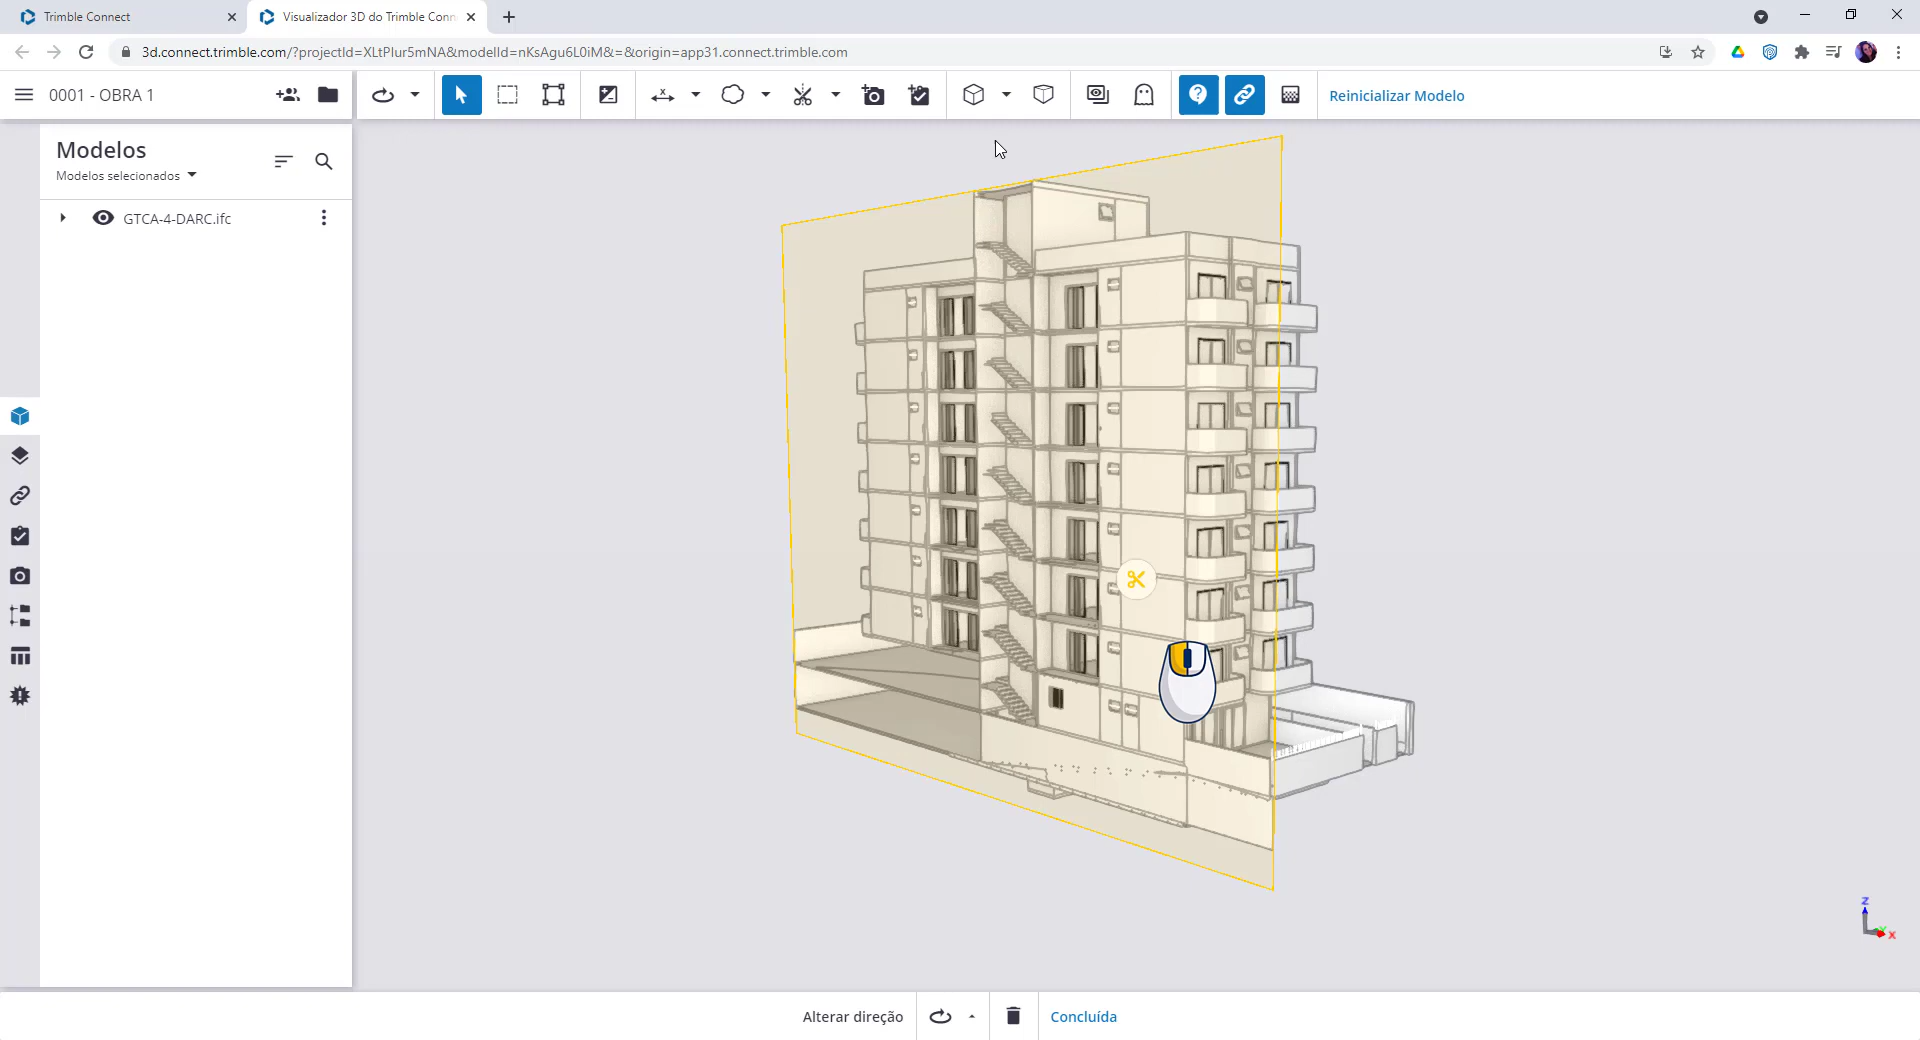 Trimble Connect
Visualizador 3D do Trimble Conn
3d.connect.trimble.com/?projectId=XLtPlur5mNA&modelId=nKsAgu6L0iM&=&origin=app31.connect.trimble.com
0001 - OBRA 1
Reinicializar Modelo
Modelos
Modelos selecionados
GTCA-4-DARC.ifc
Z
X
Alterar direção
Concluída